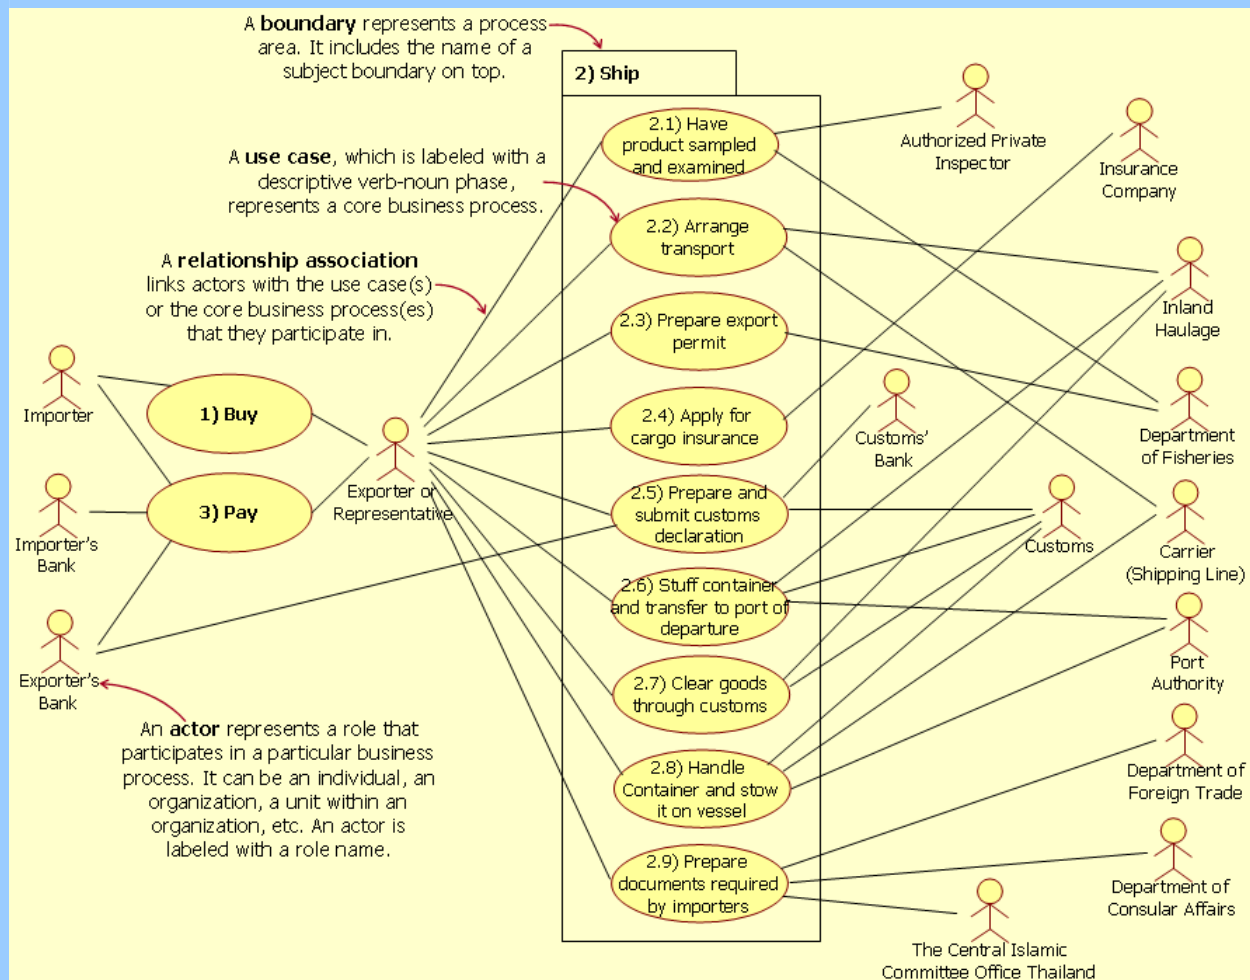 A boundary represents a process
area. It includes the name of a
subject boundary on top.
2) Ship
A use case, which is labeled with a
descriptive verb-noun phase,
represents a core business process.
A relationship association
links actors with the use case(s)
or the core business process(es)
that they participate in.
Importer
Importer's
Bank
Exporter's
Bank
1) Buy
3) Pay
Exporter or
Representative
An actor represents a role that
participates in a particular business
process. It can be an individual, an
organization, a unit within an
organization, etc. An actor is
labeled with a role name.
2.1) Have
product sampled
and examined
2.2) Arrange
transport
2.3) Prepare export
permit
2.4) Apply for
cargo insurance
2.5) Prepare and
submit customs
declaration
2.6) Stuff container
and transfer to port of
departure
2.7) Clear goods
through customs
2.8) Handle
Container and stow
it on vessel
2.9) Prepare
documents required
by importers
Authorized Private
Inspector
Insurance
Company
Inland
Haulage
Customs'
Bank
Department
of Fisheries
Customs
Carrier
(Shipping Line)
Port
Authority
Department of
Foreign Trade
Department of
Consular Affairs
The Central Islamic
Committee Office Thailand